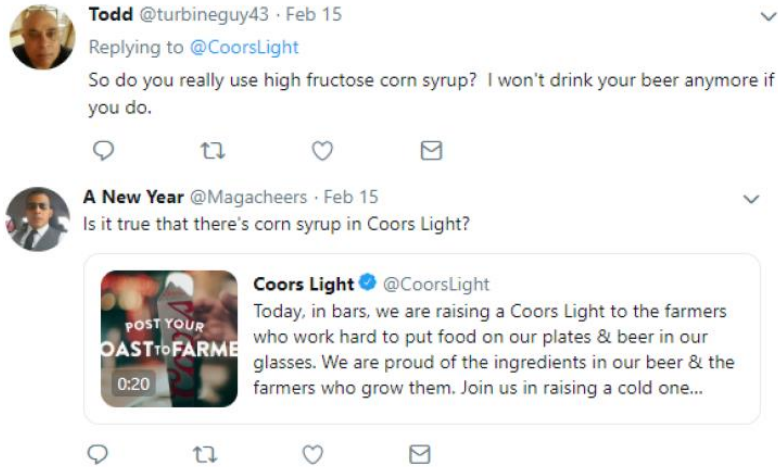 Todd @turbineguy43 · Feb 15
Replying to @CoorsLight
So do you really use high fructose corn syrup?  I won't drink your beer anymore if
you do.
A New Year @Magacheers · Feb 15
Is it true that there's corn syrup in Coors Light?
Coors Light @CoorsLight
Today, in bars, we are raising a Coors Light to the farmers
who work hard to put food on our plates & beer in our
glasses. We are proud of the ingredients in our beer & the
farmers who grow them. Join us in raising a cold one...
POST YOUR
OAST TO FARME
0:20